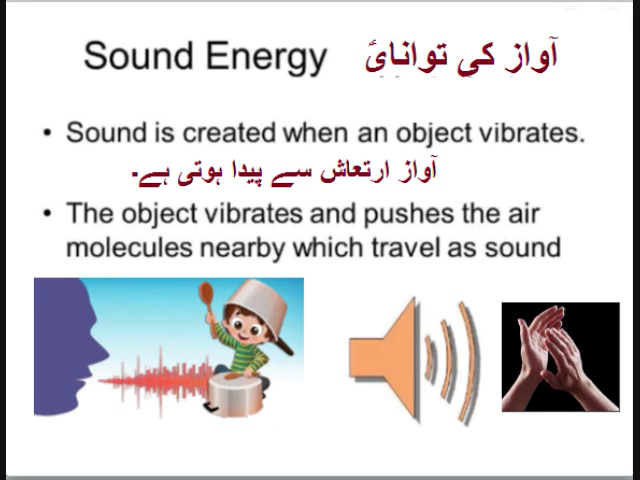 Sound Energy آواز کی توانائ
• Sound is created when an object vibrates.
آواز ارتعاش سے پیدا ہوتی ہے۔
• The object vibrates and pushes the air
molecules nearby which travel as sound